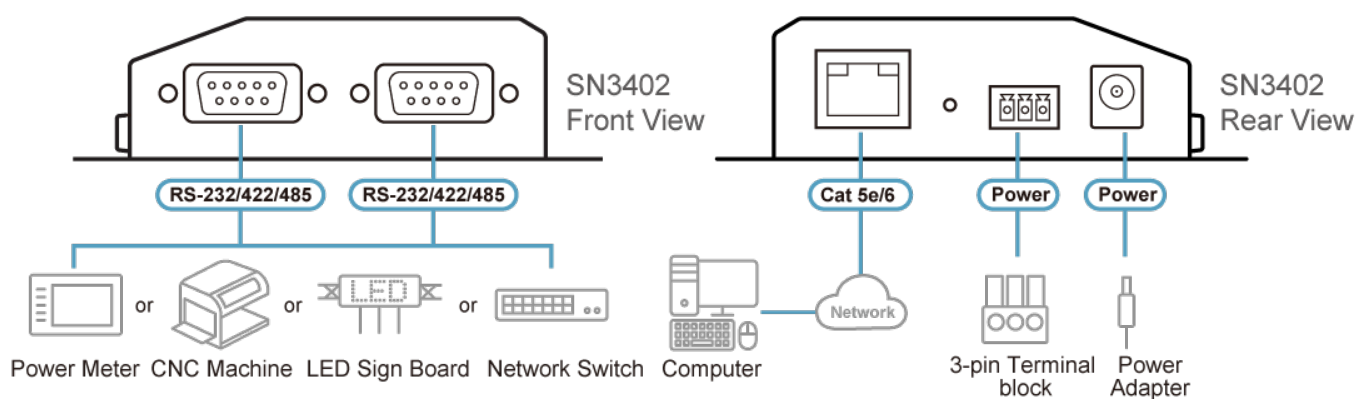 SN3402
Front View
SN3402
Rear View
RS-232/422/485
RS-232/422/485
Cat 5e/6
Power
Power
or
or
LED
or
Network
Power Meter
CNC Machine
LED Sign Board
Network Switch
Computer
3-pin Terminal
block
Power
Adapter